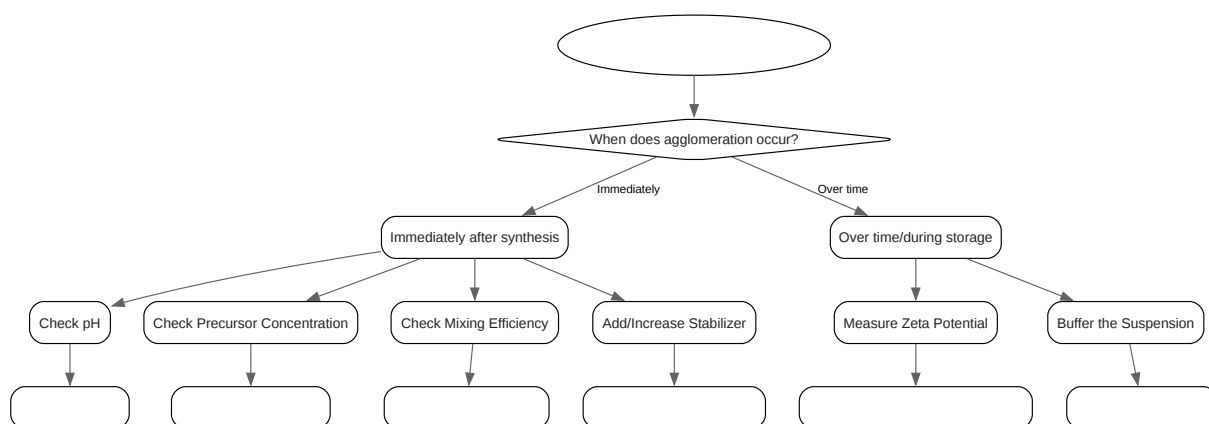 When does agglomeration occur?
Immediately
Over time
Immediately after synthesis
Over time/during storage
Check pH
Check Precursor Concentration
Check Mixing Efficiency
Add/Increase Stabilizer
Measure Zeta Potential
Buffer the Suspension